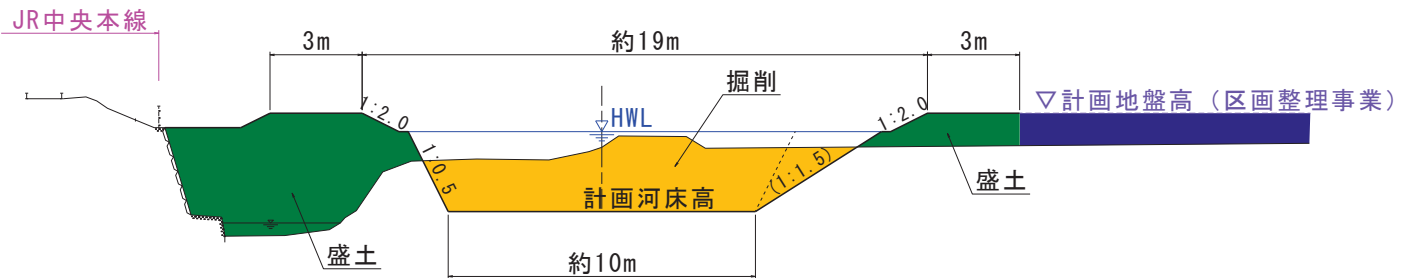 JR中央本線
3m
約19m
3m
掘削
1:2.0
HWL
1:2.0
▽計画地盤高（区画整理事業）
1:0.5
(1:1.5)
計画河床高
盛土
盛土
約10m